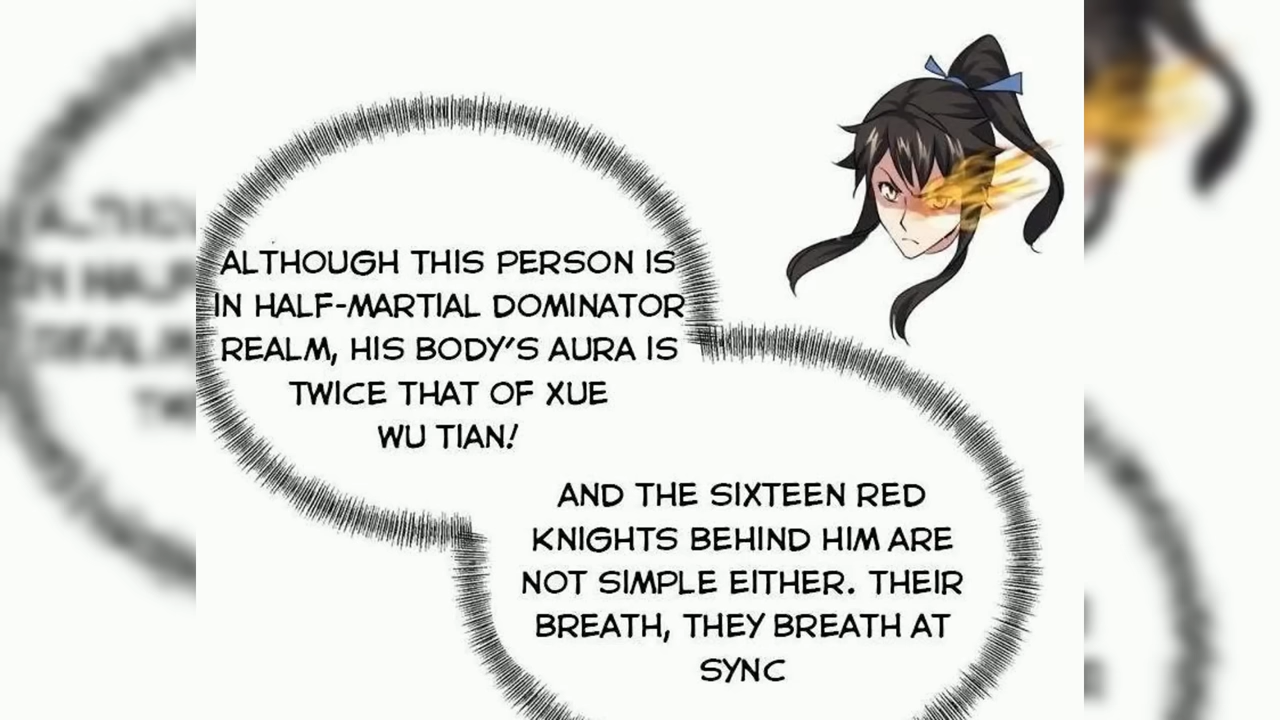 ALTHOUGH THIS PERSON IS
IN HALF-MARTIAL DOMINATOR
REALM, HIS BODY'S AURA IS
TWICE THAT OF XUE
WU TIAN!
AND THE SIXTEEN RED
KNIGHTS BEHIND HIM ARE
NOT SIMPLE EITHER. THEIR
BREATH, THEY BREATH AT
SYNC